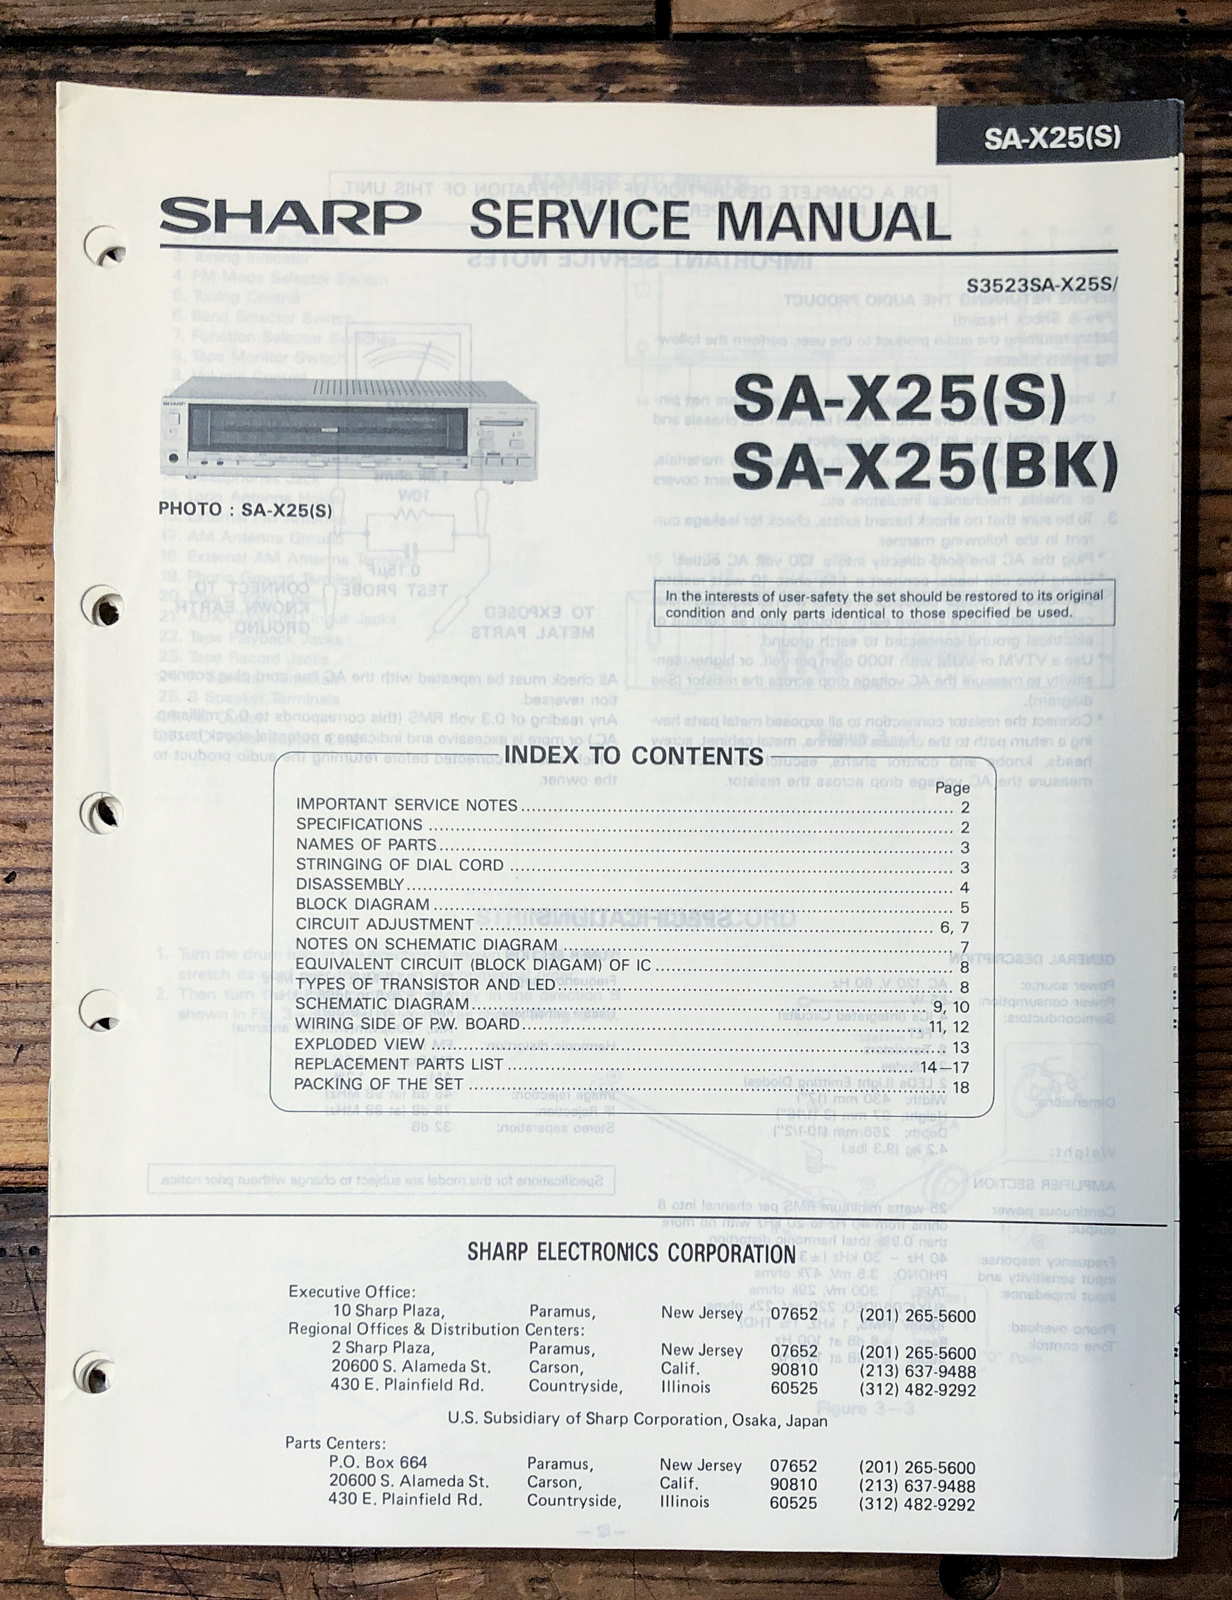 SA-X25(S)
SHARP SERVICE MANUAL
S3523SA-X25S/
SA-X25(S)
SA-X25(BK)
SHARP
PHOTO : SA-X25(S)
In the interests of user-safety the set should be restored to its original
condition and only parts identical to those specified be used.
INDEX TO CONTENTS
Page
IMPORTANT SERVICE NOTES 2
SPECIFICATIONS 2
NAMES OF PARTS 3
STRINGING OF DIAL CORD 3
DISASSEMBLY 4
BLOCK DIAGRAM 5
CIRCUIT ADJUSTMENT 6, 7
NOTES ON SCHEMATIC DIAGRAM 7
EQUIVALENT CIRCUIT (BLOCK DIAGAM) OF IC 8
TYPES OF TRANSISTOR AND LED 8
SCHEMATIC DIAGRAM 9, 10
WIRING SIDE OF P.W. BOARD 11, 12
EXPLODED VIEW 13
REPLACEMENT PARTS LIST 14—17
PACKING OF THE SET 18
SHARP ELECTRONICS CORPORATION
Executive Office:
10 Sharp Plaza, Paramus, New Jersey 07652 (201) 265-5600
Regional Offices & Distribution Centers:
2 Sharp Plaza, Paramus, New Jersey 07652 (201) 265-5600
20600 S. Alameda St. Carson, Calif. 90810 (213) 637-9488
430 E. Plainfield Rd. Countryside, Illinois 60525 (312) 482-9292
U.S. Subsidiary of Sharp Corporation, Osaka, Japan
Parts Centers:
P.O. Box 664 Paramus, New Jersey 07652 (201) 265-5600
20600 S. Alameda St. Carson, Calif. 90810 (213) 637-9488
430 E. Plainfield Rd. Countryside, Illinois 60525 (312) 482-9292